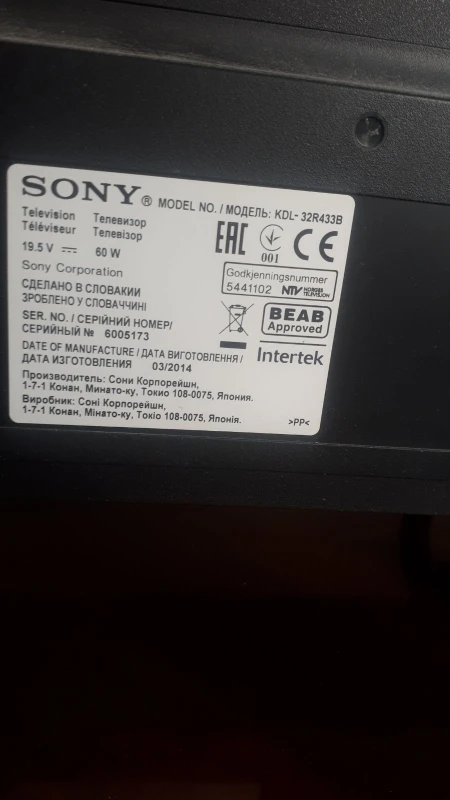 SONY ® MODEL NO. / МОДЕЛЬ: KDL- 32R433B
Television Телевизор
Téléviseur Телевізор
19.5 V 60 W
EAC
001
CE
Sony Corporation
Godkjenningsnummer
5441102 NTV NORGES TELEVISJON
СДЕЛАНО В СЛОВАКИИ
ЗРОБЛЕНО У СЛОВАЧЧИНІ
BEAB
Approved
Intertek
SER. NO. / СЕРІЙНИЙ НОМЕР/
СЕРИЙНЫЙ № 6005173
DATE OF MANUFACTURE / ДАТА ВИГОТОВЛЕННЯ /
ДАТА ИЗГОТОВЛЕНИЯ 03/2014
Производитель: Сони Корпорейшн,
1-7-1 Конан, Минато-ку, Токио 108-0075, Япония.
Виробник: Соні Корпорейшн,
1-7-1 Конан, Мінато-ку, Токіо 108-0075, Японія.
>PP<